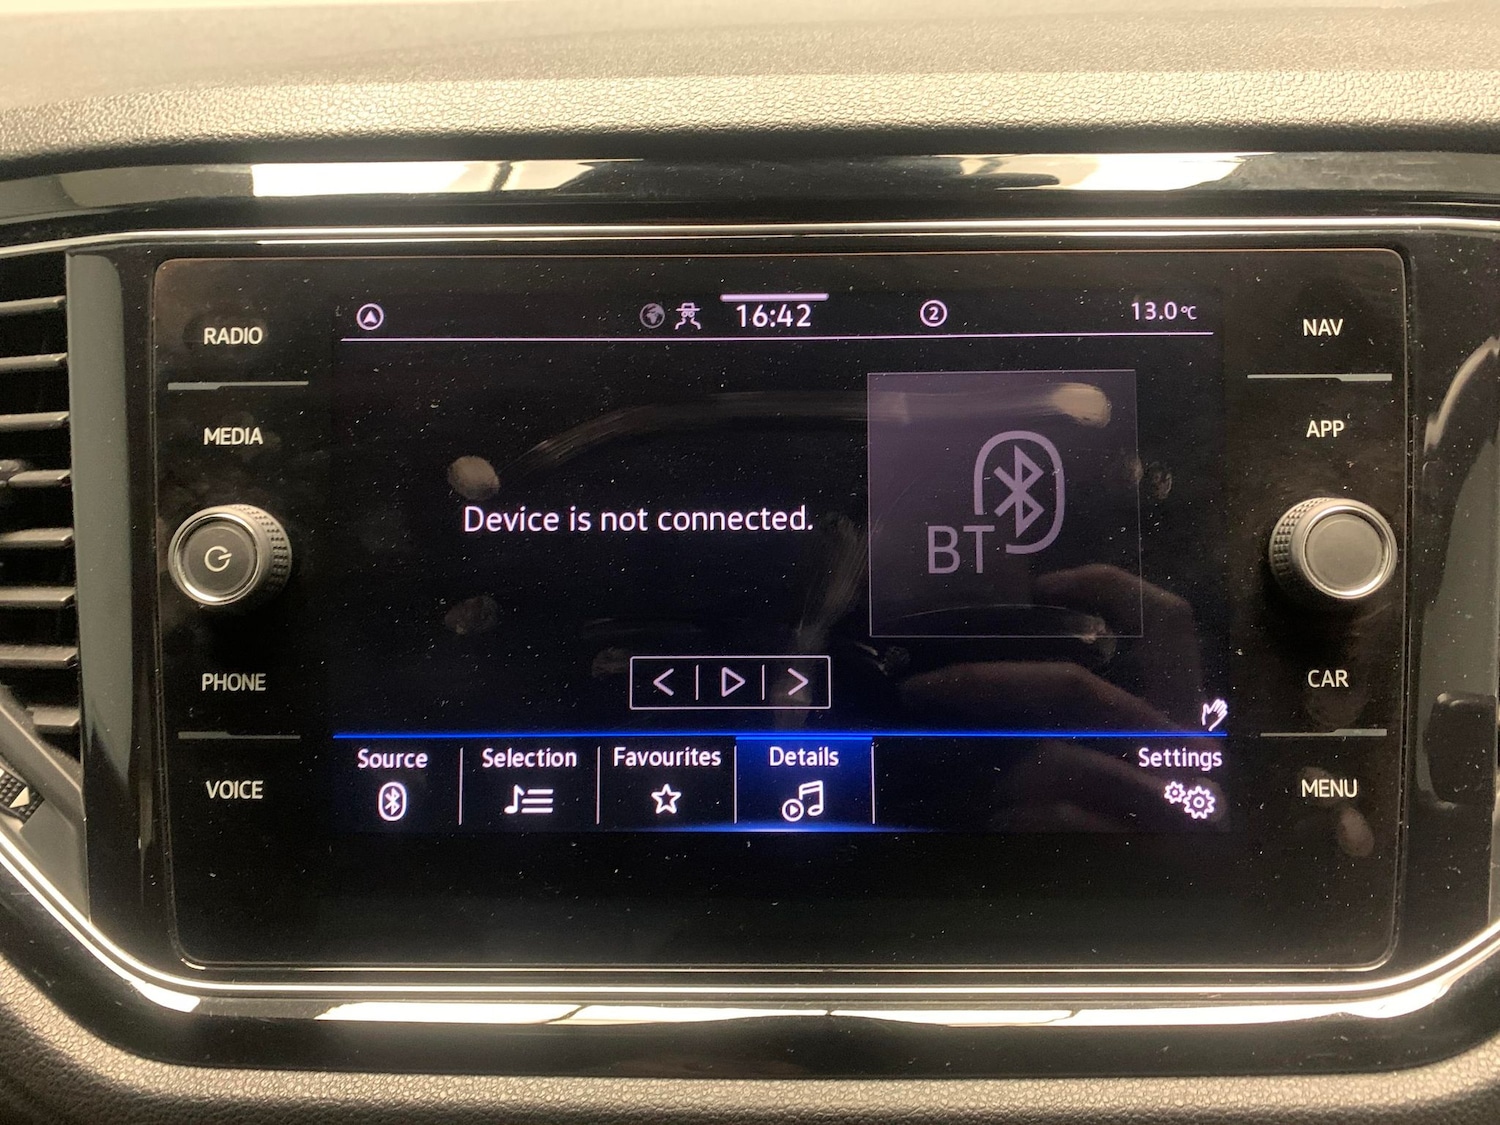 RADIO
MEDIA
PHONE
VOICE
16:42
2
13.0°C
Device is not connected.
BT
Source
Selection
Favourites
Details
Settings
NAV
APP
CAR
MENU